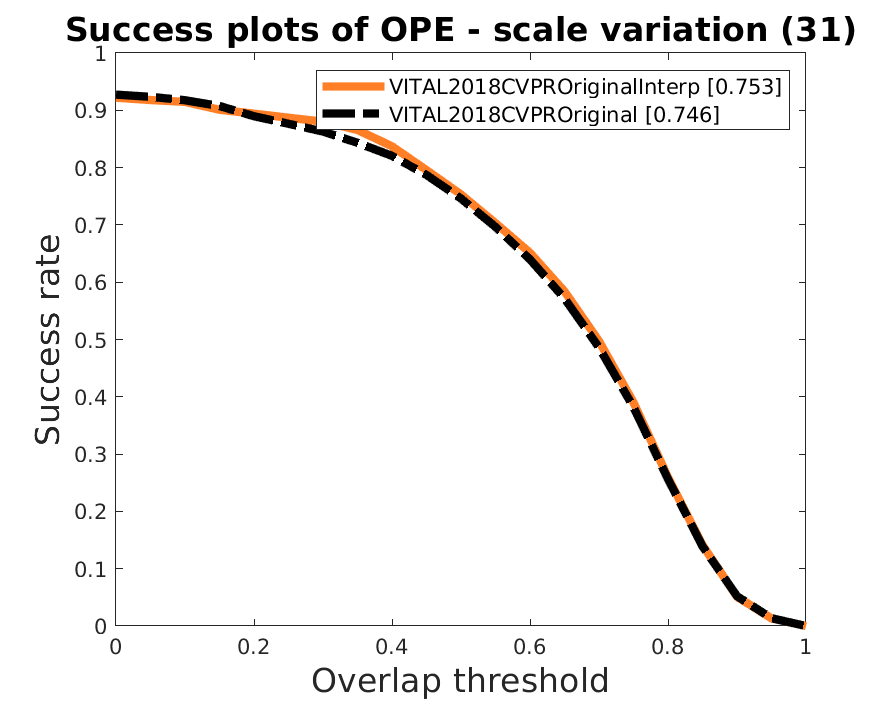 Success plots of OPE - scale variation (31)
VITAL2018CVPROriginalInterp [0.753]
VITAL2018CVPROriginal [0.746]
Success rate
1
0.9
0.8
0.7
0.6
0.5
0.4
0.3
0.2
0.1
0
0 0.2 0.4 0.6 0.8 1
Overlap threshold